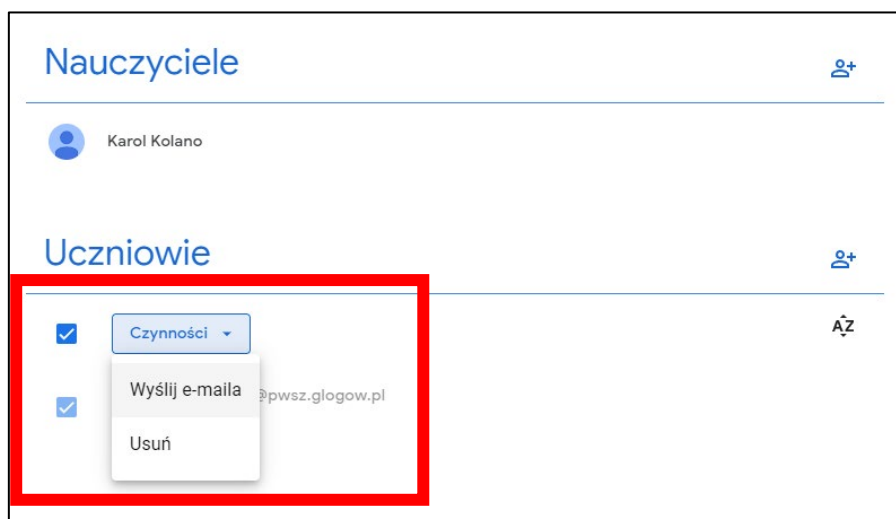 Nauczyciele
Karol Kolano
Uczniowie
Czynności
AZ
Wyślij e-maila
@pwsz.glogow.pl
Usuń